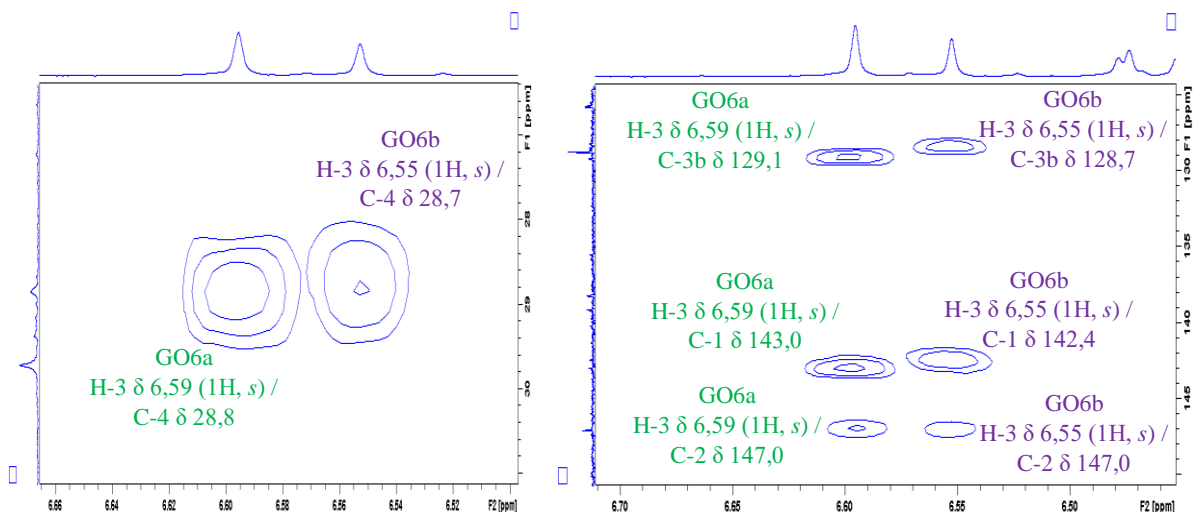 GO6b
H-3 δ 6,55 (1H, s) /
C-4 δ 28,7
GO6a
H-3 δ 6,59 (1H, s) /
C-4 δ 28,8
F1 [ppm]
28
29
30
6.66
6.64
6.62
6.60
6.58
6.56
6.54
6.52
F2 [ppm]
GO6a
H-3 δ 6,59 (1H, s) /
C-3b δ 129,1
GO6b
H-3 δ 6,55 (1H, s) /
C-3b δ 128,7
GO6a
H-3 δ 6,59 (1H, s) /
C-1 δ 143,0
GO6b
H-3 δ 6,55 (1H, s) /
C-1 δ 142,4
GO6a
H-3 δ 6,59 (1H, s) /
C-2 δ 147,0
GO6b
H-3 δ 6,55 (1H, s) /
C-2 δ 147,0
F1 [ppm]
130
135
140
145
6.70
6.60
6.55
6.50
F2 [ppm]